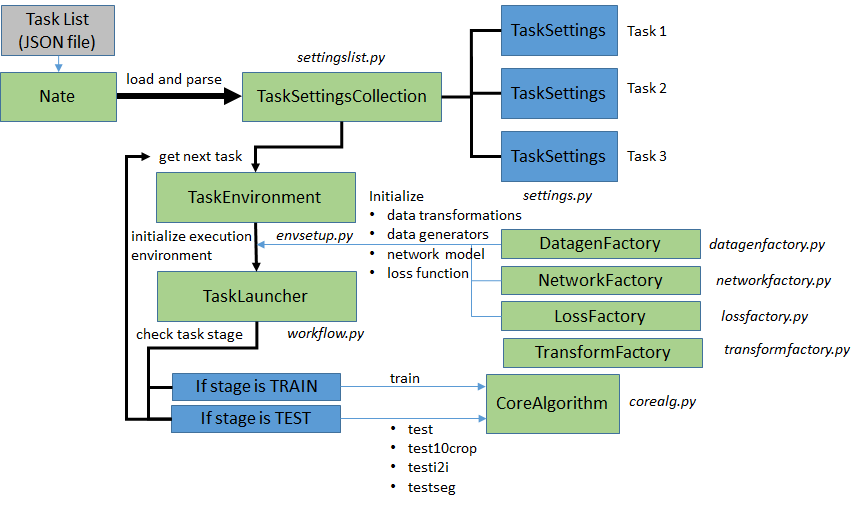 Task List
(JSON file)
Nate
load and parse
settingslist.py
TaskSettingsCollection
TaskSettings
Task 1
TaskSettings
Task 2
TaskSettings
Task 3
settings.py
get next task
TaskEnvironment
envsetup.py
initialize execution
environment
Initialize
• data transformations
• data generators
• network model
• loss function
DatagenFactory
datagenfactory.py
NetworkFactory
networkfactory.py
LossFactory
lossfactory.py
TransformFactory
transformfactory.py
TaskLauncher
workflow.py
check task stage
If stage is TRAIN
train
If stage is TEST
• test
• test10crop
• testi2i
• testseg
CoreAlgorithm
corealg.py